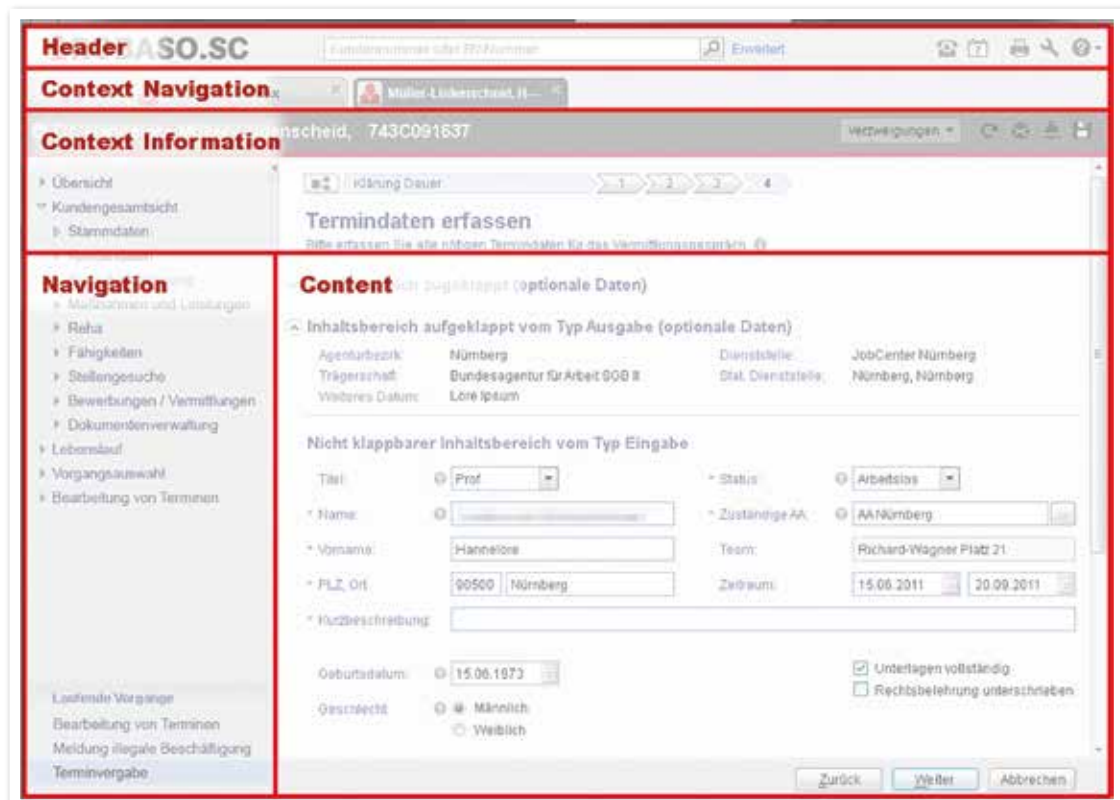 Header SO.SC Kundennummer oder BV-Nummer Erweitert
Context Navigation Müller-Lüdenscheid, H
Context Information nscheid, 743C091637 Verzweigungen
Übersicht
Kundengesamtsicht
Stammdaten
Klärung Dauer 1 2 3 4
Termindaten erfassen
Bitte erfassen Sie alle nötigen Termindaten für das Vermittlungsgespräch.
Navigation
Maßnahmen und Leistungen
Reha
Fähigkeiten
Stellengesuche
Bewerbungen / Vermittlungen
Dokumentenverwaltung
Lebenslauf
Vorgangsauswahl
Bearbeitung von Terminen
Laufende Vorgänge
Bearbeitung von Terminen
Meldung illegale Beschäftigung
Terminvergabe
Content ich zugeklappt (optionale Daten)
Inhaltsbereich aufgeklappt vom Typ Ausgabe (optionale Daten)
Agenturbezirk: Nürnberg Dienststelle: JobCenter Nürnberg
Trägerschaft: Bundesagentur für Arbeit SGB III Stat. Dienststelle: Nürnberg, Nürnberg
Weiteres Datum: Lore Ipsum
Nicht klappbarer Inhaltsbereich vom Typ Eingabe
Titel: Prof * Status: Arbeitslos
* Name: * Zuständige AA: AA Nürnberg ...
* Vorname: Hannelore Team: Richard-Wagner Platz 21
* PLZ, Ort: 90500 Nürnberg Zeitraum: 15.06.2011 20.09.2011
* Kurzbeschreibung:
Geburtsdatum: 15.06.1973 Unterlagen vollständig
Rechtsbelehrung unterschrieben
Geschlecht Männlich
Weiblich
Zurück Weiter Abbrechen